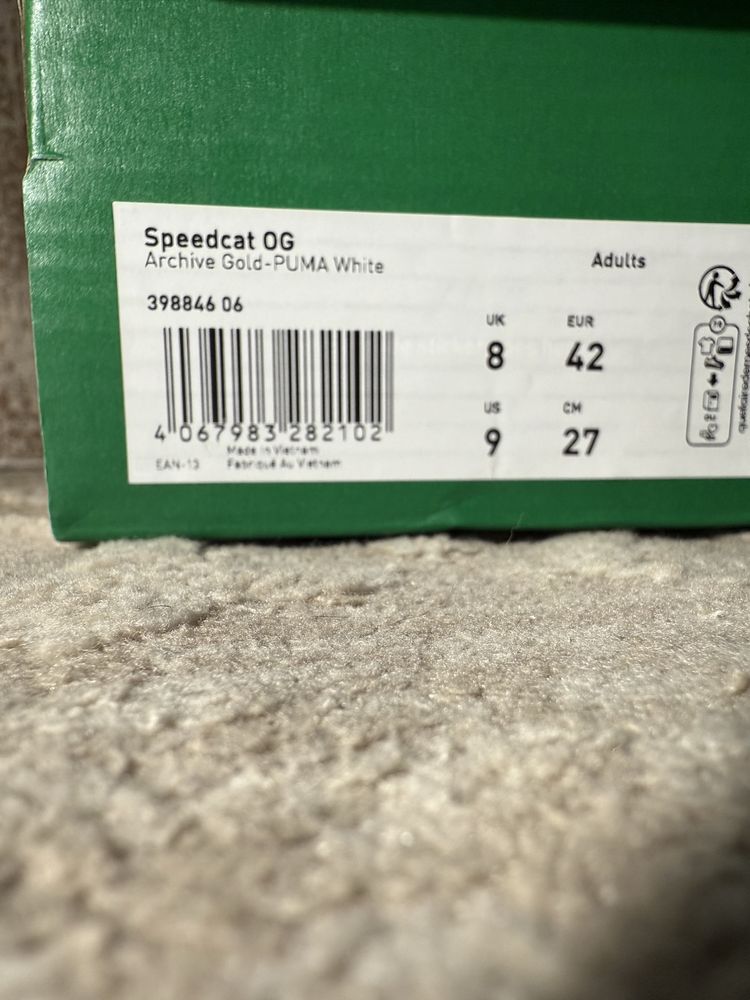 Speedcat OG
Archive Gold-PUMA White
Adults
398846 06
UK
EUR
8
42
US
CM
9
27
4 067983 282102
Made in Vietnam
EAN-13
Fabriqué Au Vietnam